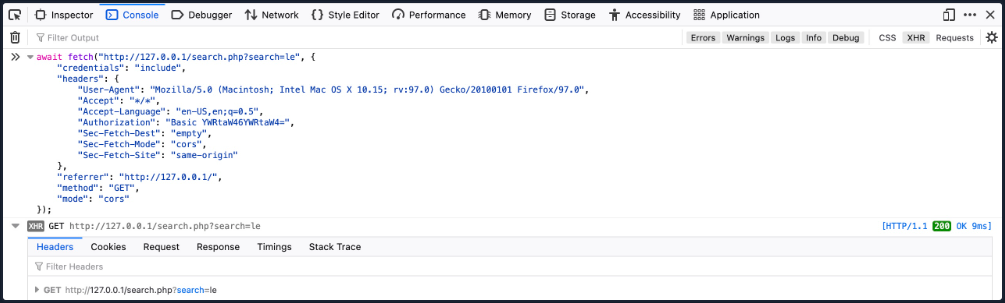 Inspector Console Debugger Network Style Editor Performance Memory Storage Accessibility Application
Filter Output Errors Warnings Logs Info Debug CSS XHR Requests
await fetch("http://127.0.0.1/search.php?search=le", {
"credentials": "include",
"headers": {
"User-Agent": "Mozilla/5.0 (Macintosh; Intel Mac OS X 10.15; rv:97.0) Gecko/20100101 Firefox/97.0",
"Accept": "*/*",
"Accept-Language": "en-US,en;q=0.5",
"Authorization": "Basic YWRtaW46YWRtaW4=",
"Sec-Fetch-Dest": "empty",
"Sec-Fetch-Mode": "cors",
"Sec-Fetch-Site": "same-origin"
},
"referrer": "http://127.0.0.1/",
"method": "GET",
"mode": "cors"
});
XHR GET http://127.0.0.1/search.php?search=le [HTTP/1.1 200 OK 9ms]
Headers Cookies Request Response Timings Stack Trace
Filter Headers
GET http://127.0.0.1/search.php?search=le